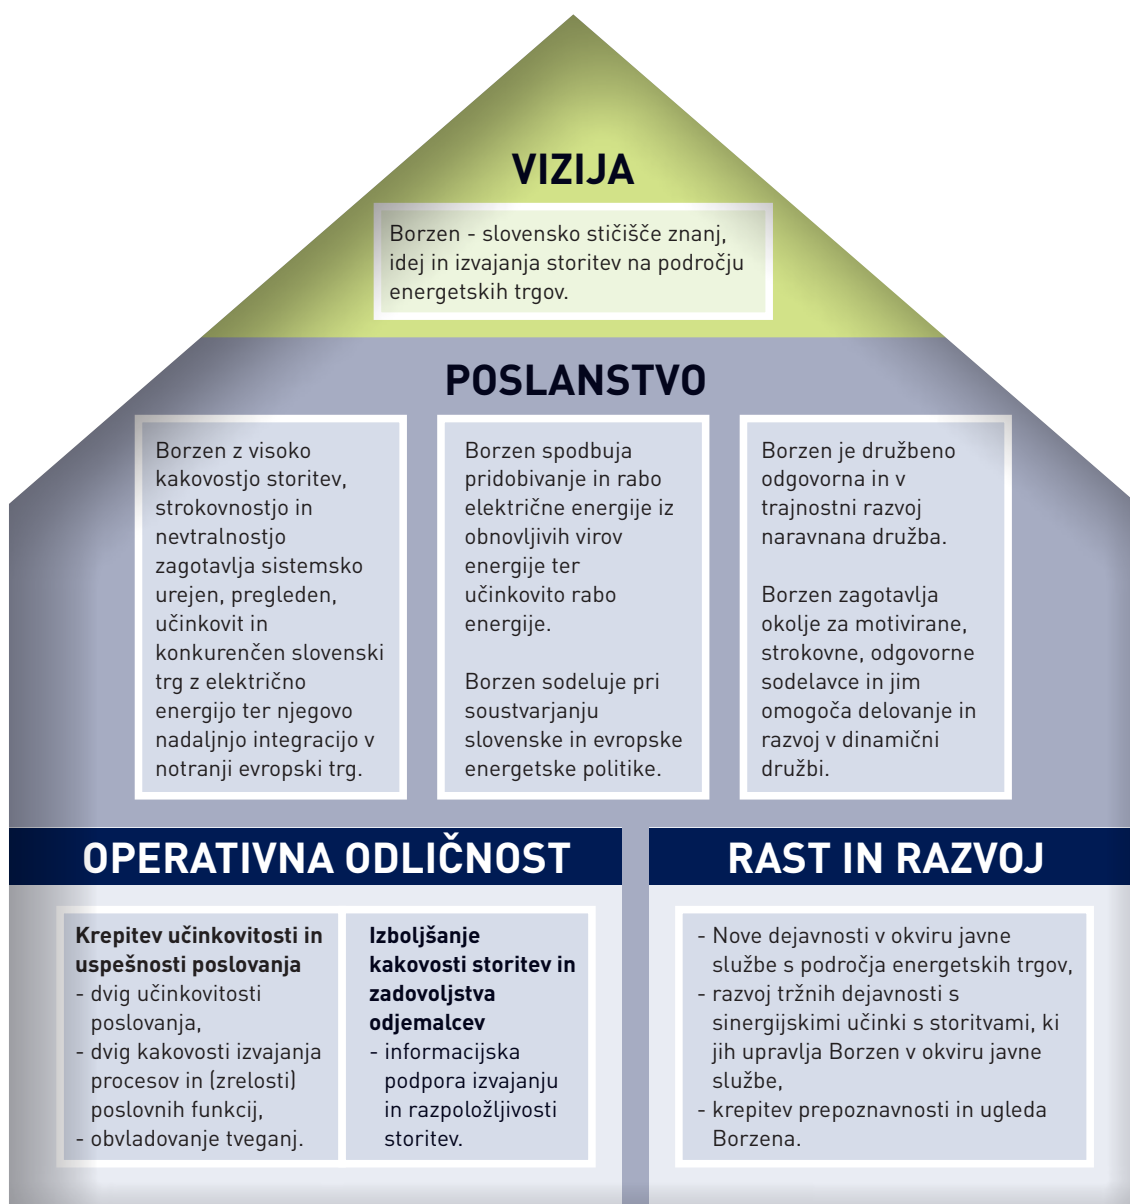 VIZIJA
Borzen - slovensko stičišče znanj,
idej in izvajanja storitev na področju
energetskih trgov.
POSLANSTVO
Borzen z visoko
kakovostjo storitev,
strokovnostjo in
nevtralnostjo
zagotavlja sistemsko
urejen, pregleden,
učinkovit in
konkurenčen slovenski
trg z električno
energijo ter njegovo
nadaljnjo integracijo v
notranji evropski trg.
Borzen spodbuja
pridobivanje in rabo
električne energije iz
obnovljivih virov
energije ter
učinkovito rabo
energije.
Borzen sodeluje pri
soustvarjanju
slovenske in evropske
energetske politike.
Borzen je družbeno
odgovorna in v
trajnostni razvoj
naravnana družba.
Borzen zagotavlja
okolje za motivirane,
strokovne, odgovorne
sodelavce in jim
omogoča delovanje in
razvoj v dinamični
družbi.
OPERATIVNA ODLIČNOST
Krepitev učinkovitosti in
uspešnosti poslovanja
- dvig učinkovitosti
poslovanja,
- dvig kakovosti izvajanja
procesov in (zrelosti)
poslovnih funkcij,
- obvladovanje tveganj.
Izboljšanje
kakovosti storitev in
zadovoljstva
odjemalcev
- informacijska
podpora izvajanju
in razpoložljivosti
storitev.
RAST IN RAZVOJ
- Nove dejavnosti v okviru javne
službe s področja energetskih trgov,
- razvoj tržnih dejavnosti s
sinergijskimi učinki s storitvami, ki
jih upravlja Borzen v okviru javne
službe,
- krepitev prepoznavnosti in ugleda
Borzena.